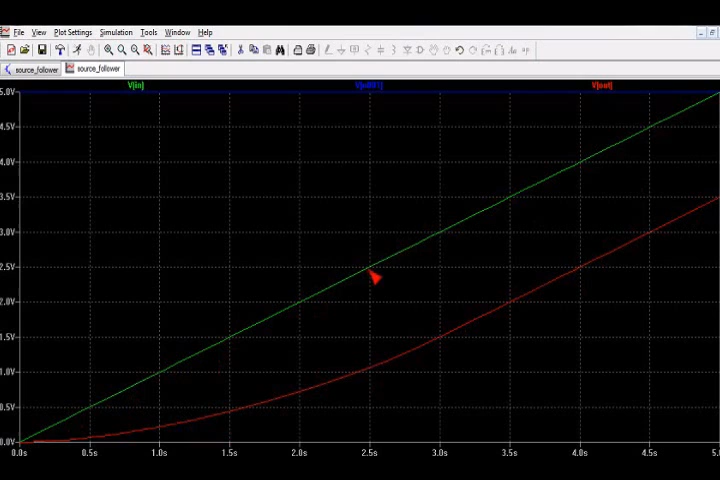 File View Plot Settings Simulation Tools Window Help
source_follower source_follower
V(in) V(out)
5.0V
4.5V
4.0V
3.5V
3.0V
2.5V
2.0V
1.5V
1.0V
0.5V
0.0V
0.0s 0.5s 1.0s 1.5s 2.0s 2.5s 3.0s 3.5s 4.0s 4.5s 5.0